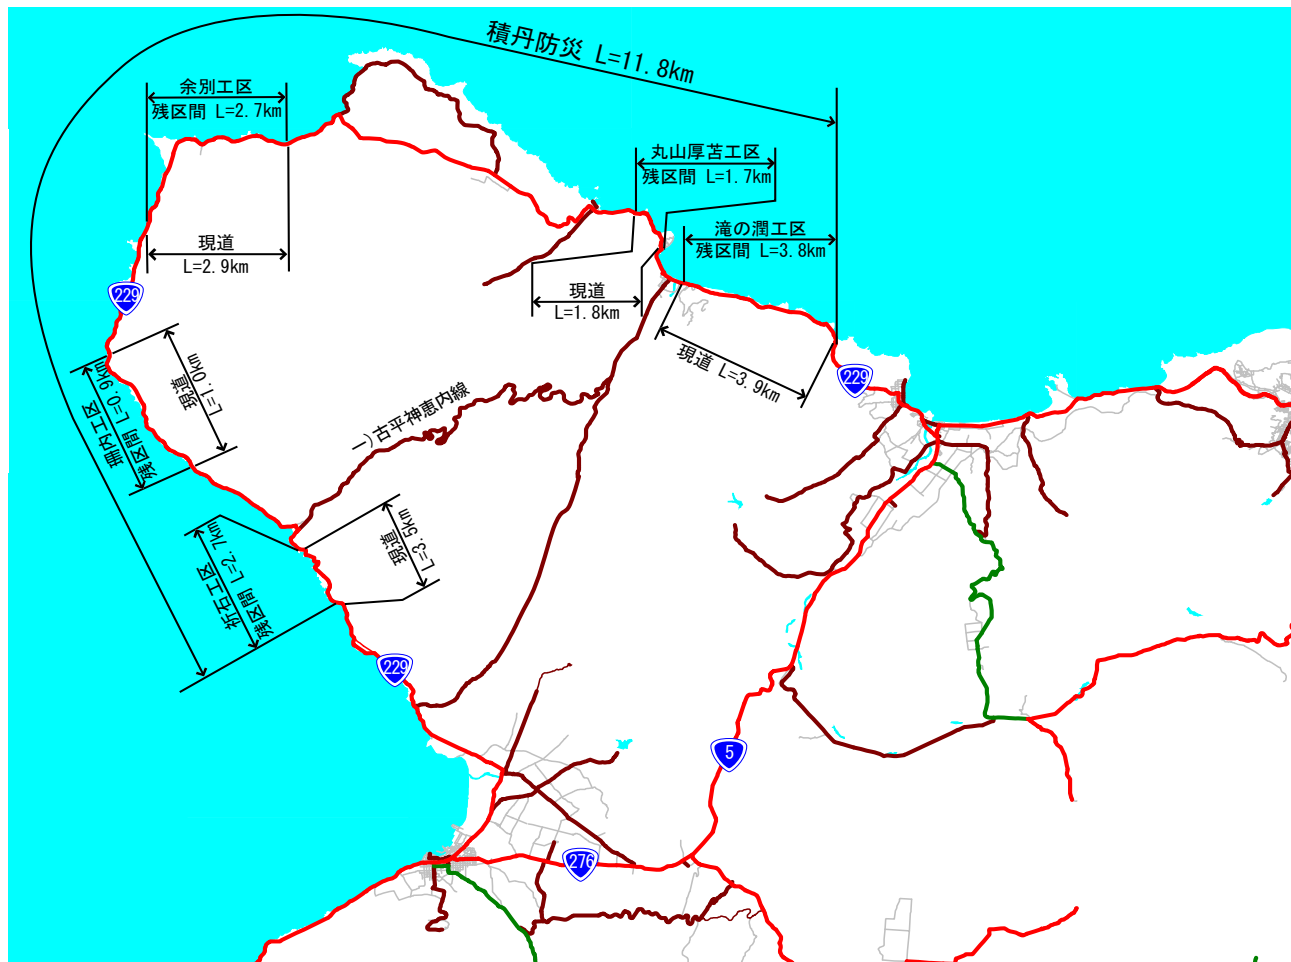 積丹防災 L=11.8km
余別工区
残区間 L=2.7km
現道
L=2.9km
丸山厚苫工区
残区間 L=1.7km
滝の澗工区
残区間 L=3.8km
現道
L=1.8km
現道 L=3.9km
229
229
現道
L=1.0km
珊内工区
残区間 L=0.9km
一)古平神恵内線
現道
L=3.5km
祈石工区
残区間 L=2.7km
229
5
276